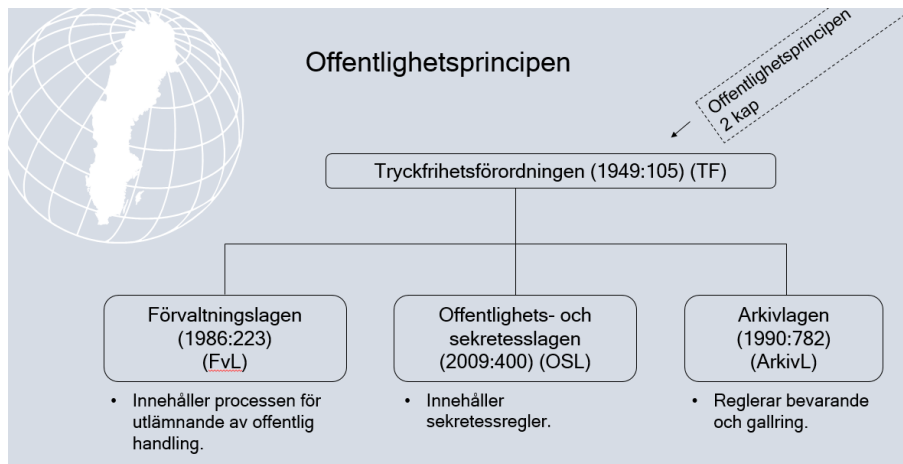 Offentlighetsprincipen
Offentlighetsprincipen
2 kap
Tryckfrihetsförordningen (1949:105) (TF)
Förvaltningslagen
(1986:223)
(FvL)
• Innehåller processen för
utlämnande av offentlig
handling.
Offentlighets- och
sekretesslagen
(2009:400) (OSL)
• Innehåller
sekretessregler.
Arkivlagen
(1990:782)
(ArkivL)
• Reglerar bevarande
och gallring.